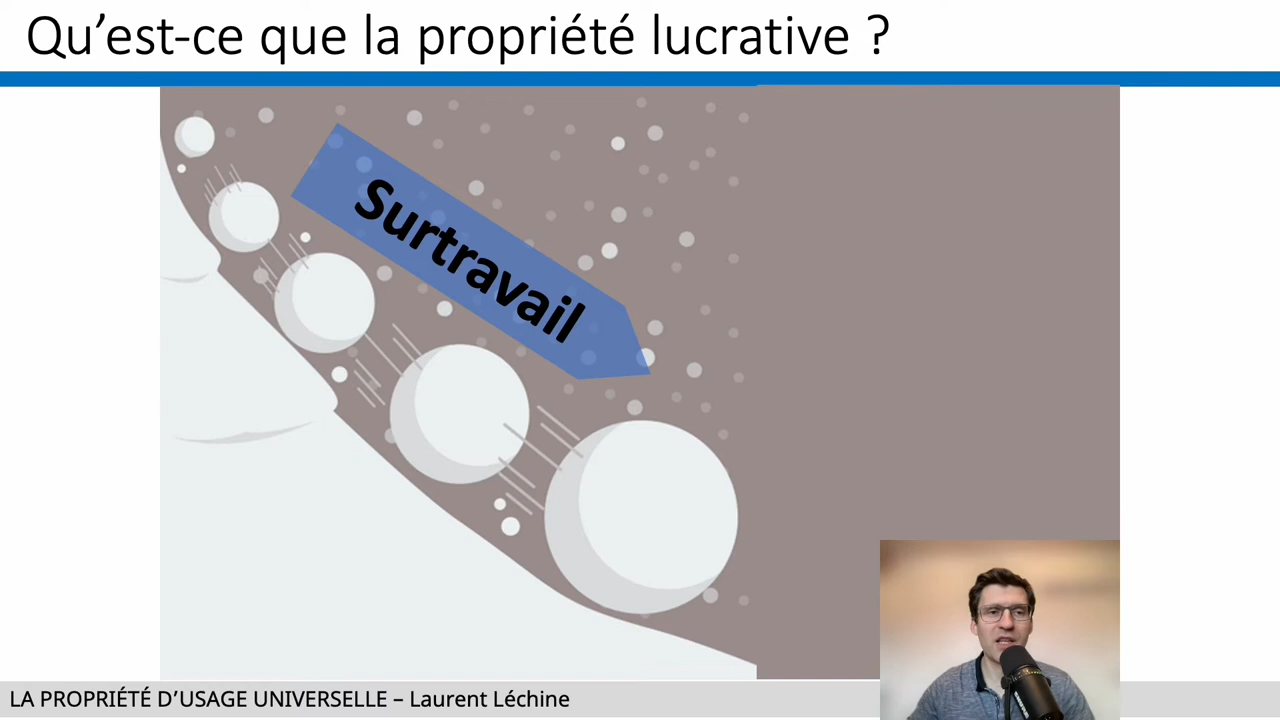 Qu’est-ce que la propriété lucrative ?
Surtravail
LA PROPRIÉTÉ D’USAGE UNIVERSELLE – Laurent Léchine